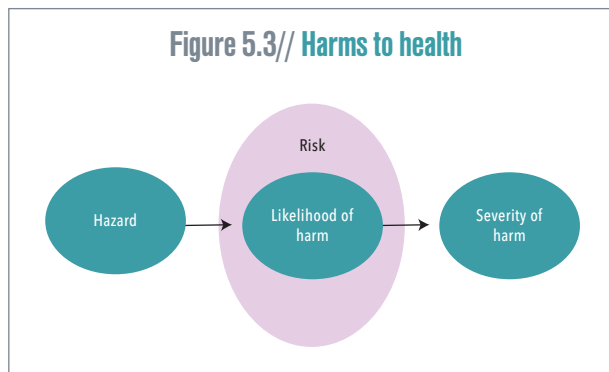 Figure 5.3// Harms to health
Risk
Hazard
Likelihood of
harm
Severity of
harm